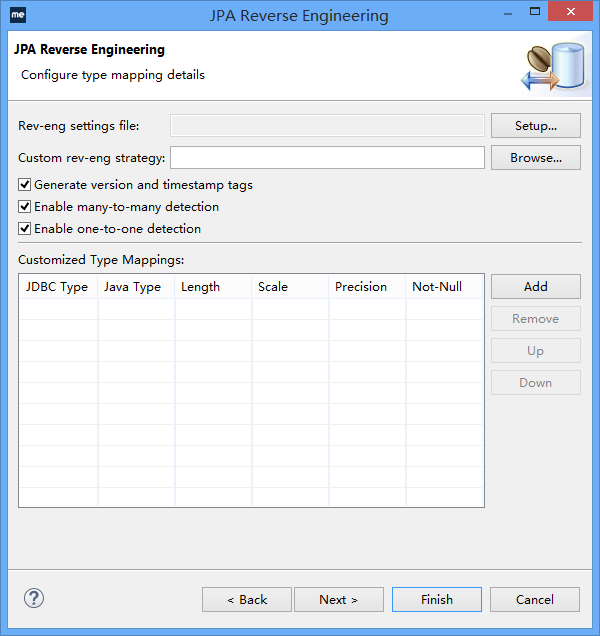 me JPA Reverse Engineering
JPA Reverse Engineering
Configure type mapping details
Rev-eng settings file: Setup...
Custom rev-eng strategy: Browse...
Generate version and timestamp tags
Enable many-to-many detection
Enable one-to-one detection
Customized Type Mappings:
JDBC Type Java Type Length Scale Precision Not-Null Add
Remove
Up
Down
? < Back Next > Finish Cancel